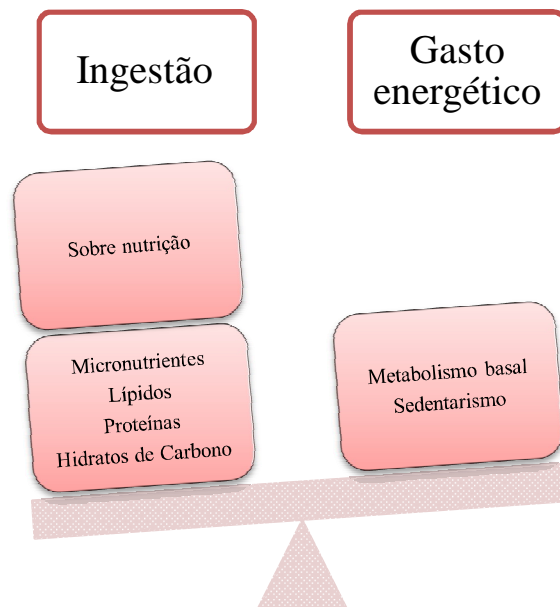 Ingestão
Gasto
energético
Sobre nutrição
Micronutrientes
Lípidos
Proteínas
Hidratos de Carbono
Metabolismo basal
Sedentarismo